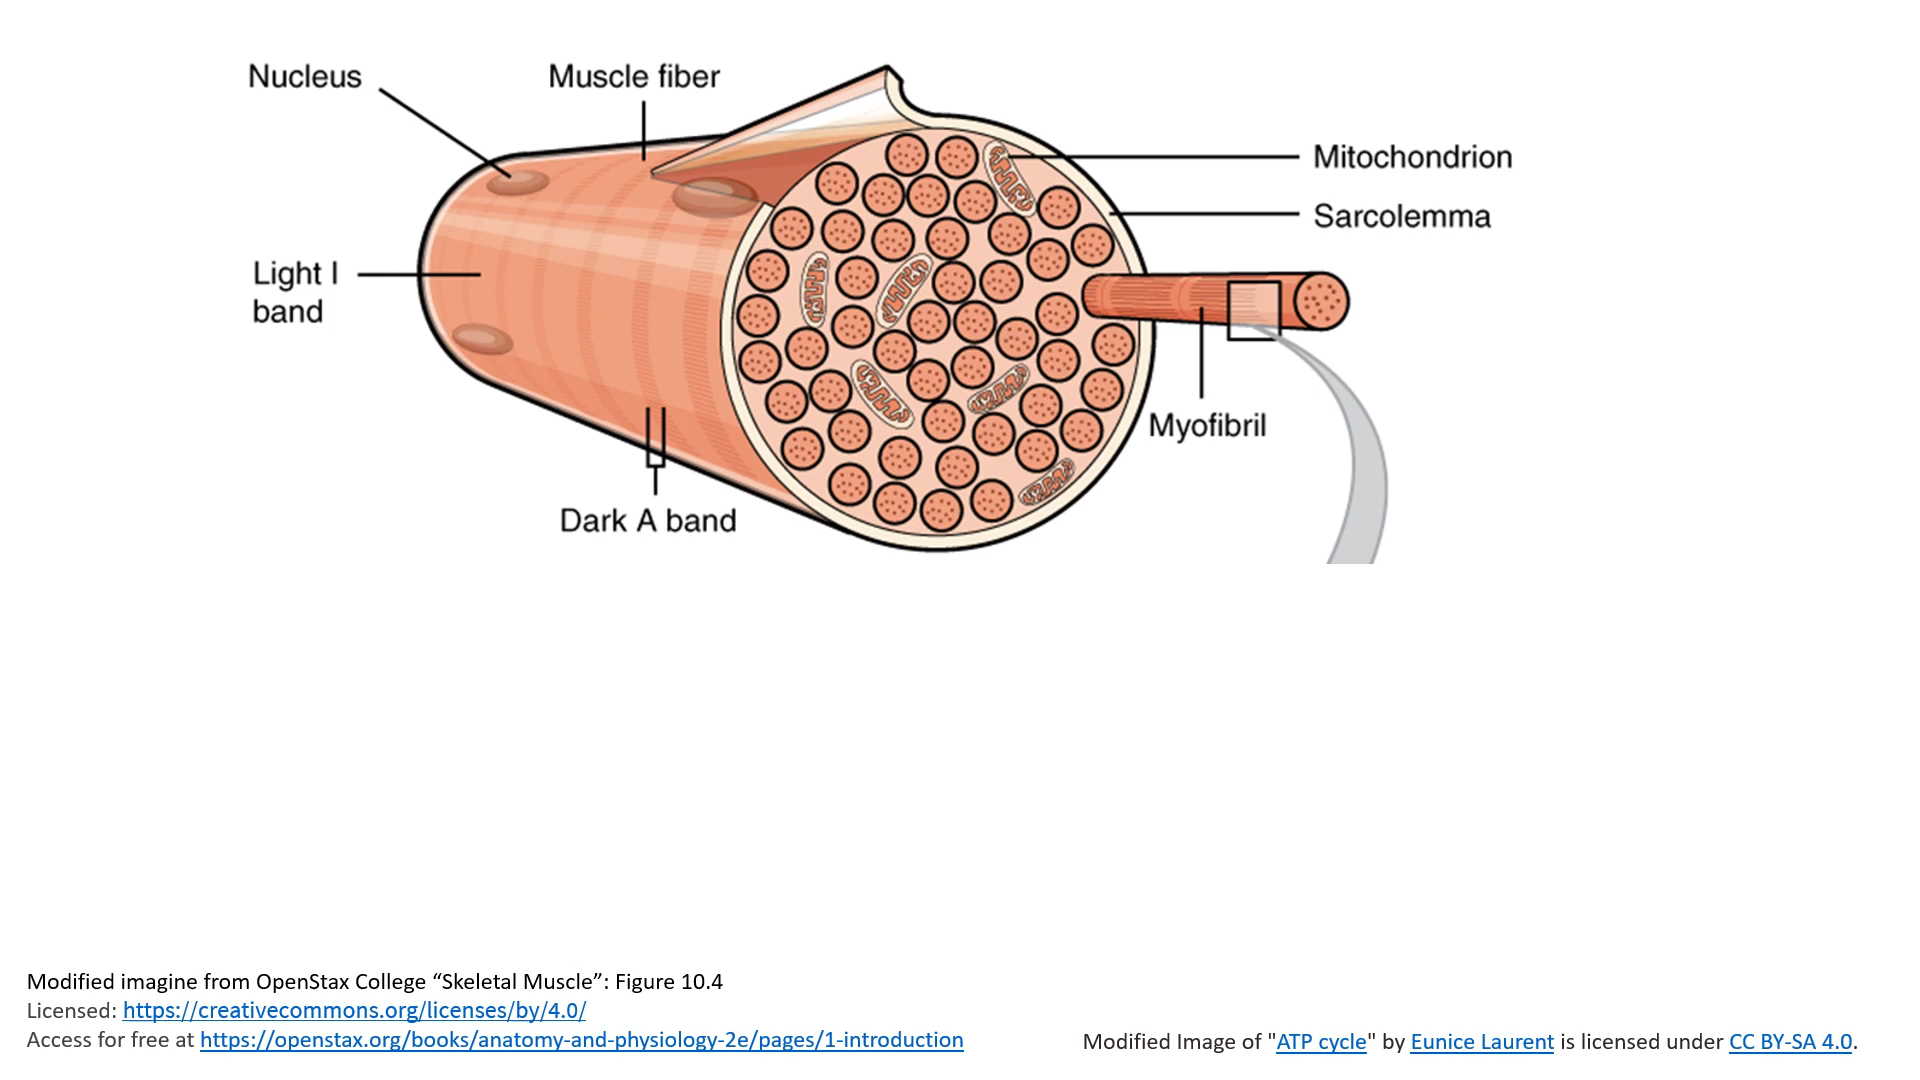 Nucleus
Muscle fiber
Mitochondrion
Sarcolemma
Light I
band
Myofibril
Dark A band
Modified imagine from OpenStax College “Skeletal Muscle”: Figure 10.4
Licensed: https://creativecommons.org/licenses/by/4.0/
Access for free at https://openstax.org/books/anatomy-and-physiology-2e/pages/1-introduction
Modified Image of "ATP cycle" by Eunice Laurent is licensed under CC BY-SA 4.0.